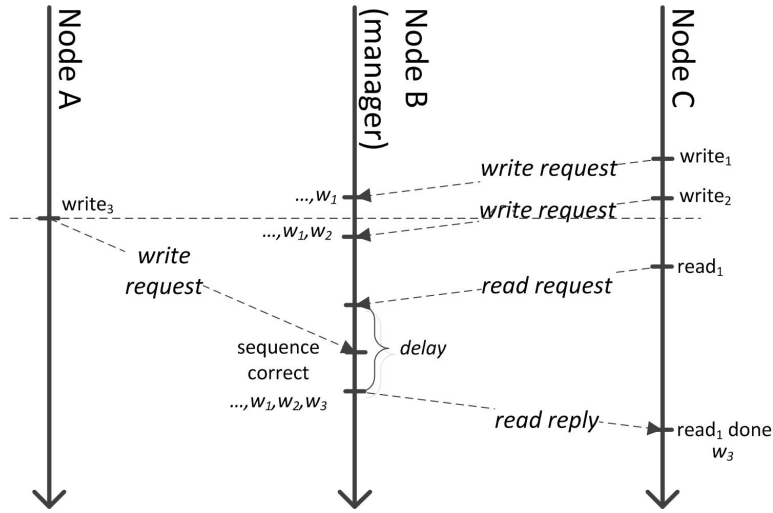 Node A
Node B
(manager)
Node C
write₁
write request
…,w₁
write₂
write₃
write request
…,w₁,w₂
write
request
read₁
read request
sequence
correct
delay
…,w₁,w₂,w₃
read reply
read₁ done
w₃